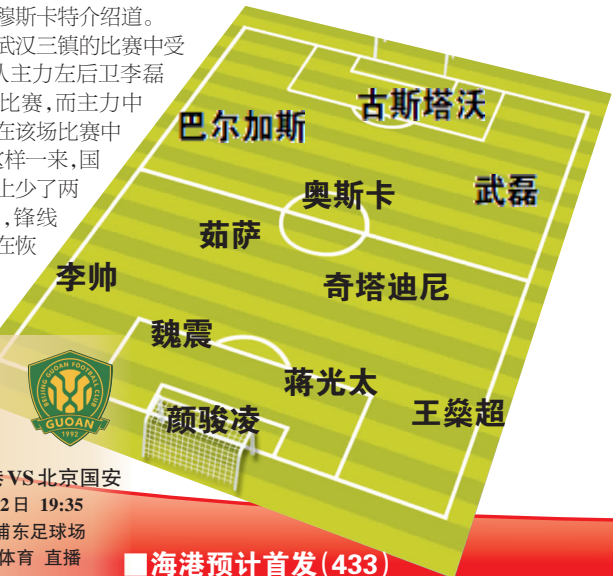 穆斯卡特介绍道。
武汉三镇的比赛中受
人主力左后卫李磊
比赛,而主力中
在该场比赛中
这样一来,国
上少了两
,锋线
在恢
古斯塔沃
巴尔加斯
武磊
奥斯卡
茹萨
李帅
奇塔迪尼
魏震
蒋光太
王燊超
颜骏凌
BEIJING GUOAN FOOTBALL CLUB
GUOAN
1992
VS北京国安
2日 19:35
浦东足球场
体育 直播
■海港预计首发(433)